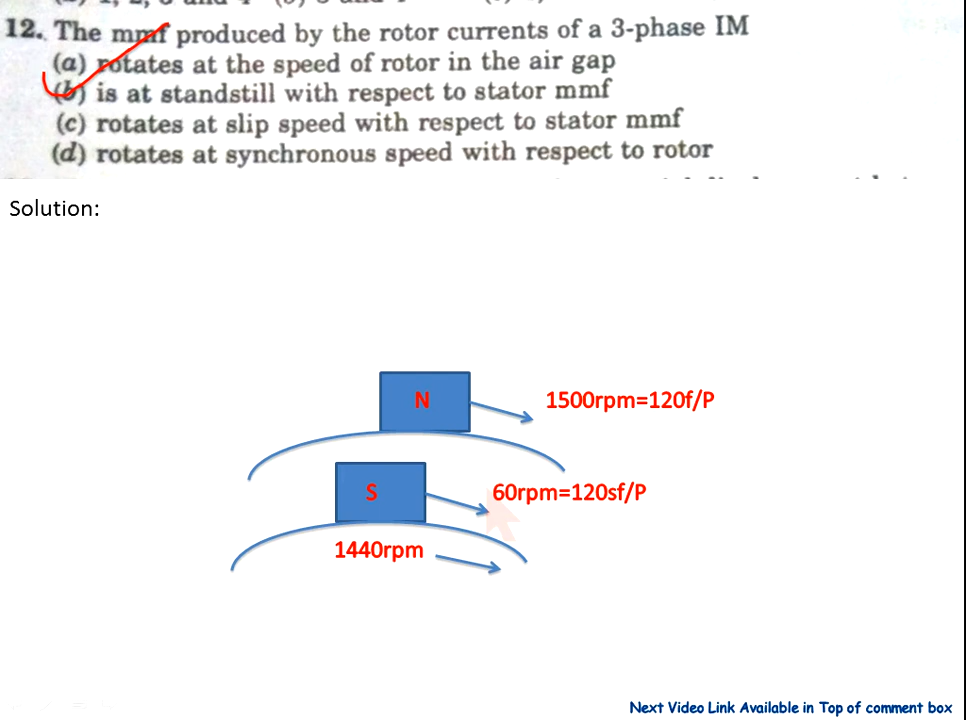 12. The mmf produced by the rotor currents of a 3-phase IM
(a) rotates at the speed of rotor in the air gap
(b) is at standstill with respect to stator mmf
(c) rotates at slip speed with respect to stator mmf
(d) rotates at synchronous speed with respect to rotor
Solution:
N
1500rpm=120f/P
S
60rpm=120sf/P
1440rpm
Next Video Link Available in Top of comment box